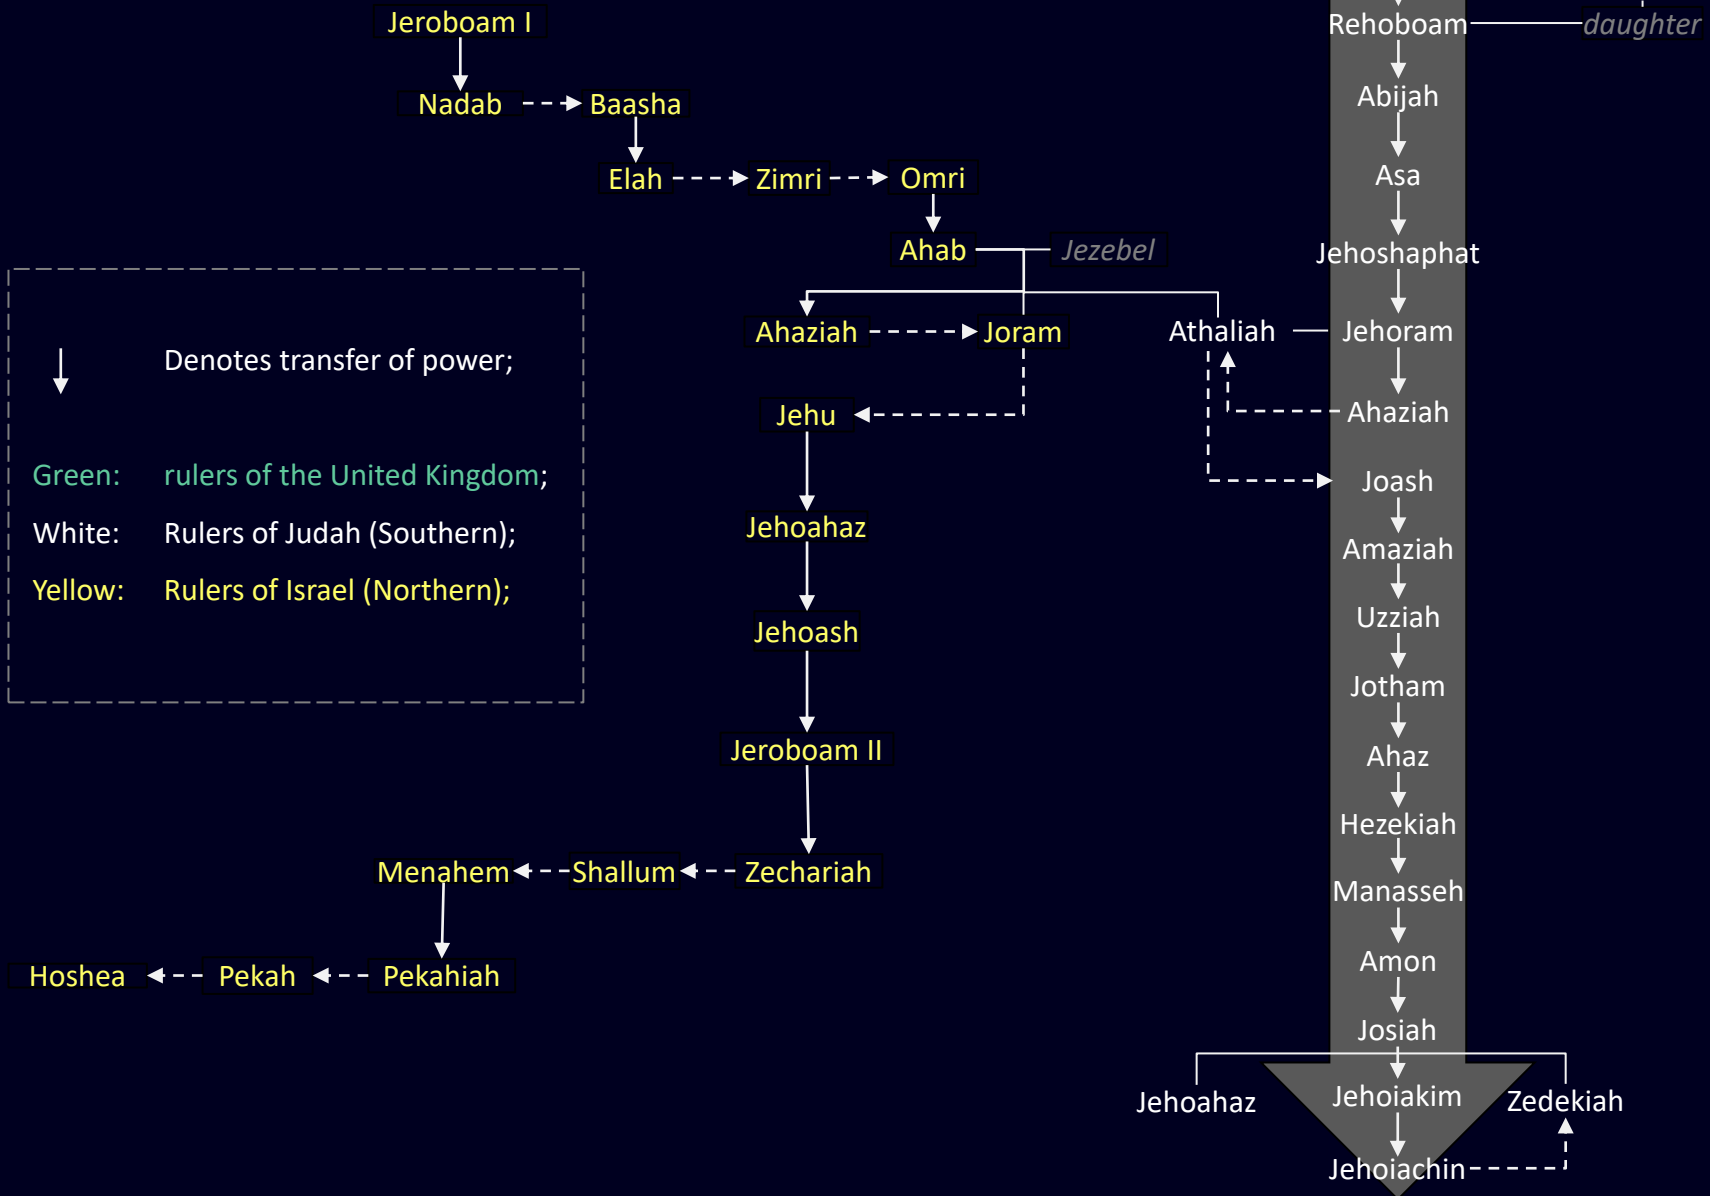 Jeroboam I
Rehoboam
daughter
Nadab
Baasha
Abijah
Elah
Zimri
Omri
Asa
Ahab
Jezebel
Jehoshaphat
Ahaziah
Joram
Athaliah
Jehoram
Denotes transfer of power;
Jehu
Ahaziah
Green: rulers of the United Kingdom;
Joash
White: Rulers of Judah (Southern);
Jehoahaz
Amaziah
Yellow: Rulers of Israel (Northern);
Jehoash
Uzziah
Jotham
Jeroboam II
Ahaz
Hezekiah
Menahem
Shallum
Zechariah
Manasseh
Hoshea
Pekah
Pekahiah
Amon
Josiah
Jehoahaz
Jehoiakim
Zedekiah
Jehoiachin